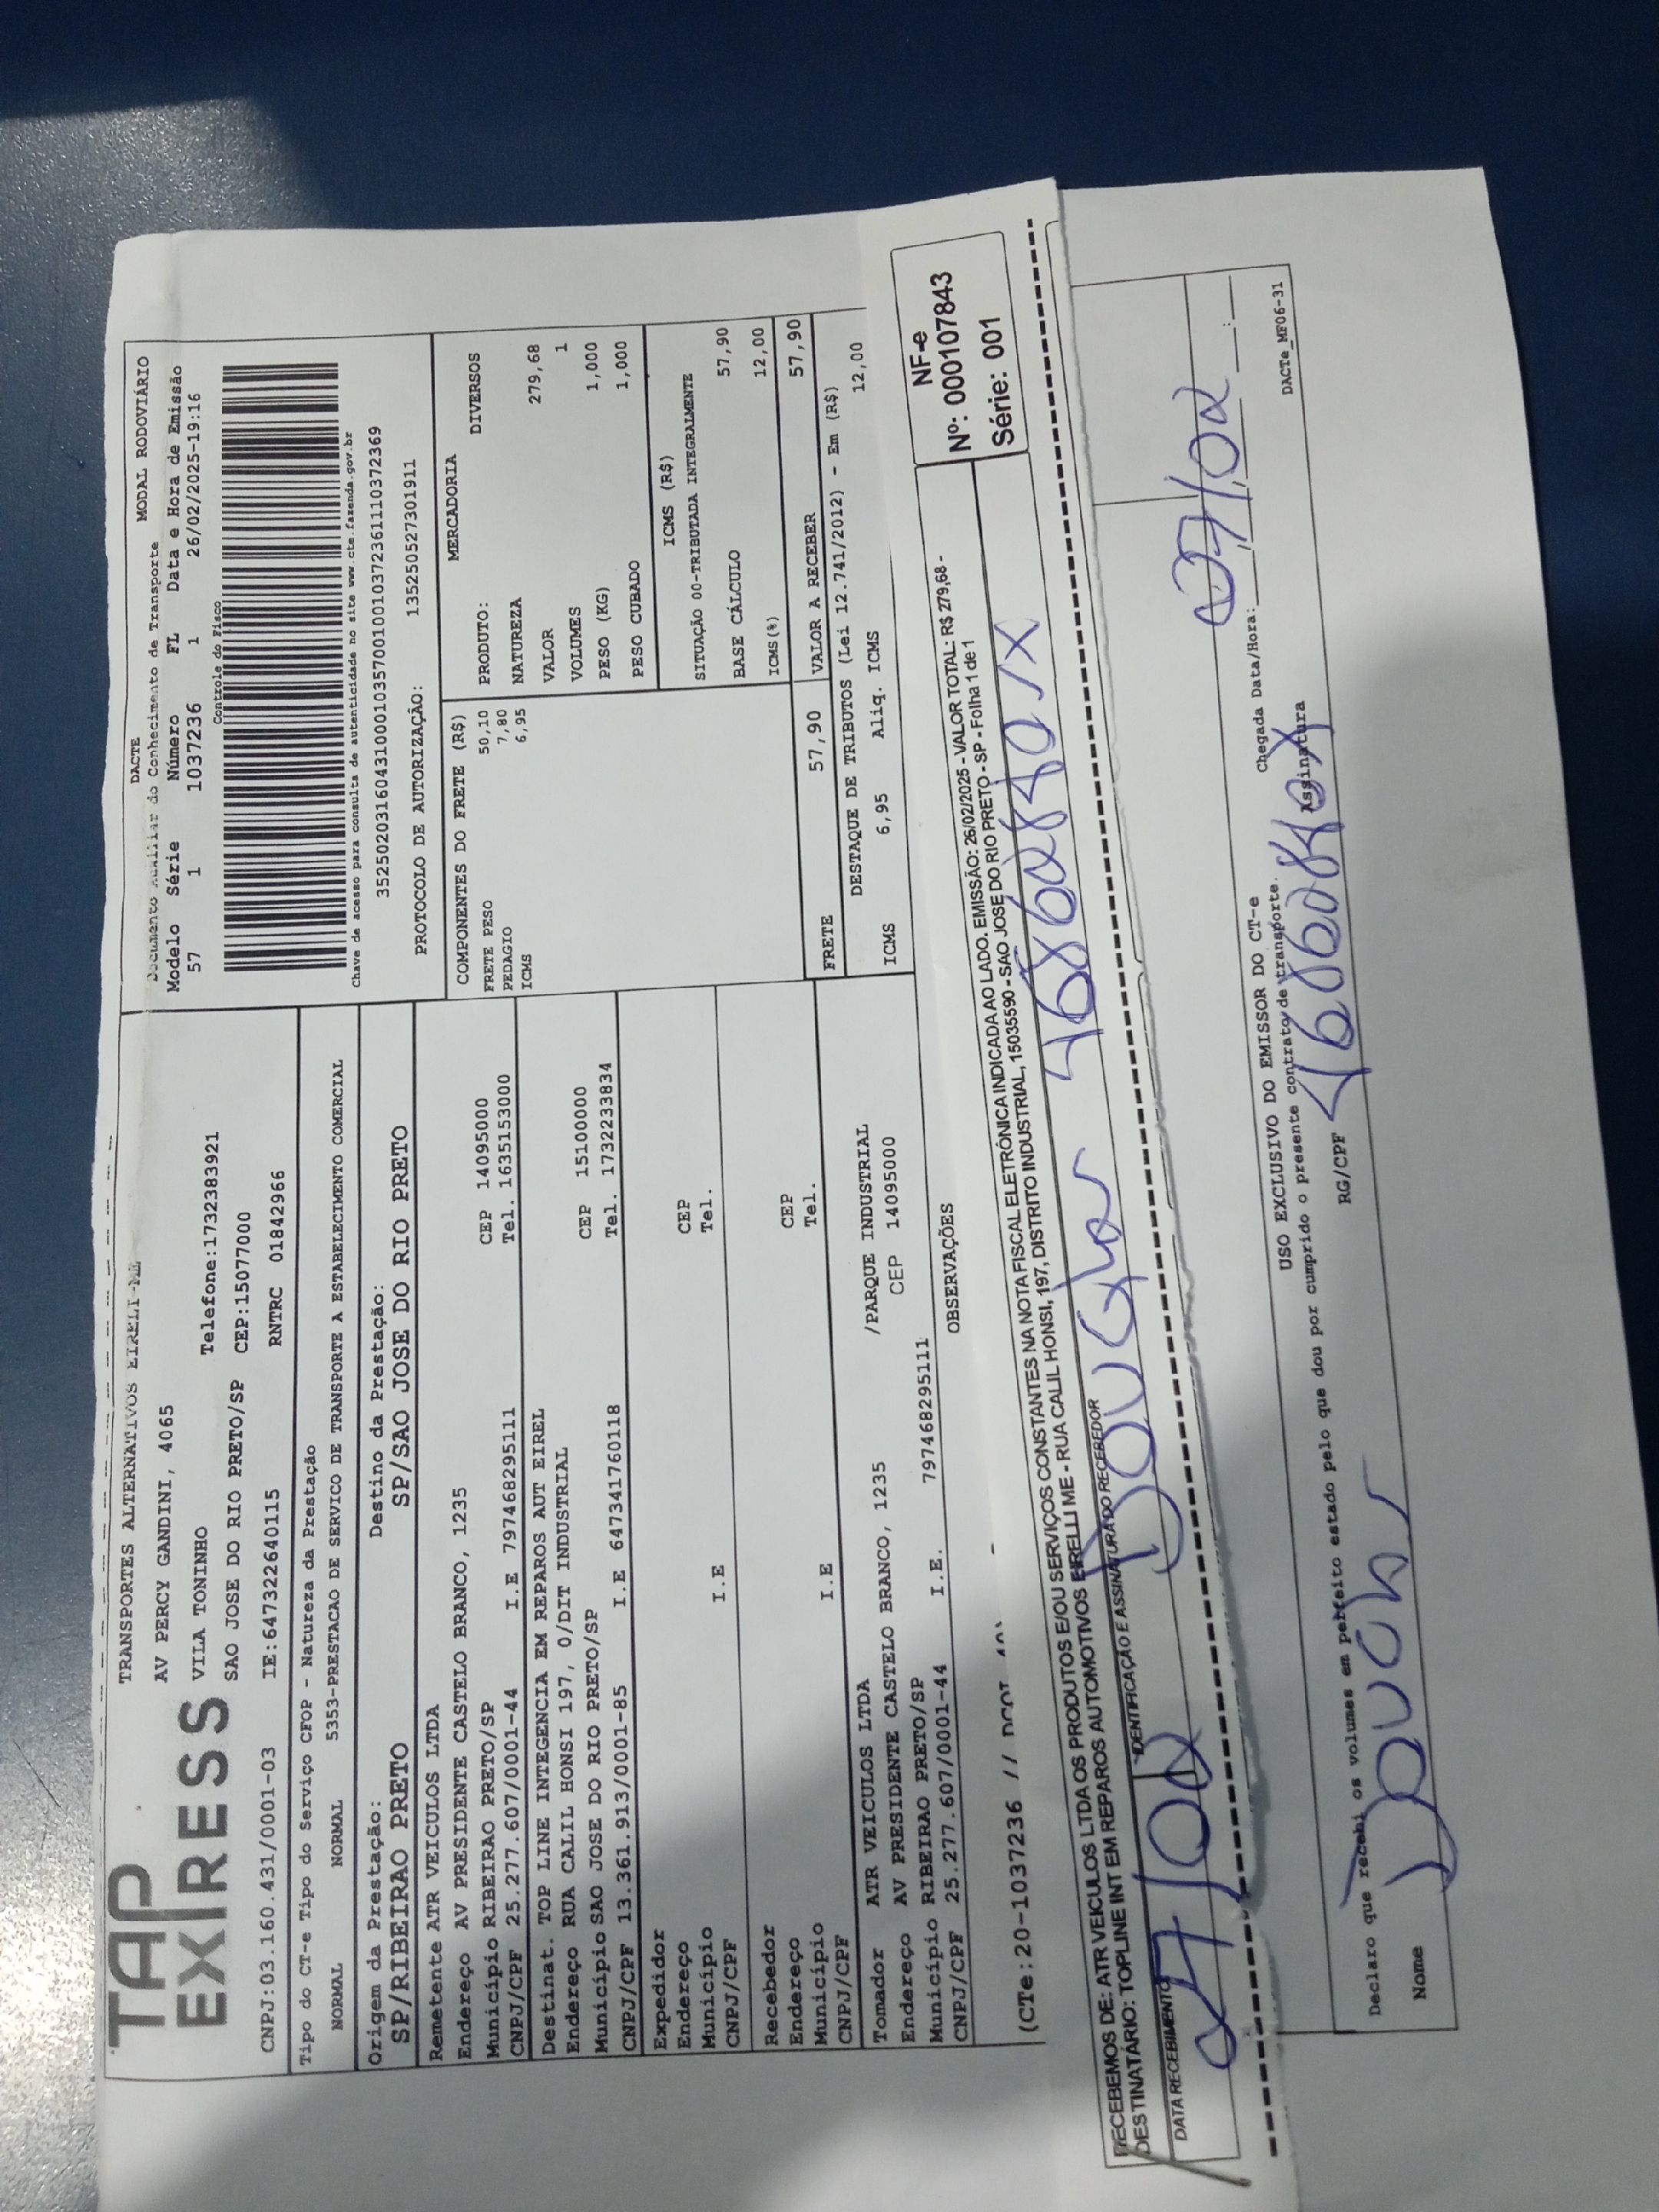 TAP
EXPRESS
TRANSPORTES ALTERNATIVOS EIRELI-ME
AV PERCY GANDINI, 4065
VILA TONINHO Telefone:1732383921
SAO JOSE DO RIO PRETO/SP CEP:15077000
CNPJ:03.160.431/0001-03 IE:647322640115 RNTRC 01842966
DACTE MODAL RODOVIÁRIO
Documento Auxiliar do Conhecimento de Transporte
Modelo Série Número FL Data e Hora de Emissão
57 1 1037236 1 26/02/2025-19:16
Controle do Fisco
Chave de acesso para consulta de autenticidade no site www.cte.fazenda.gov.br
35250203160431000103570010010372361110372369
PROTOCOLO DE AUTORIZAÇÃO: 135250527301911
Tipo do CT-e Tipo do Serviço CFOP - Natureza da Prestação
NORMAL NORMAL 5353-PRESTACAO DE SERVICO DE TRANSPORTE A ESTABELECIMENTO COMERCIAL
Origem da Prestação: Destino da Prestação:
SP/RIBEIRAO PRETO SP/SAO JOSE DO RIO PRETO
Remetente ATR VEICULOS LTDA
Endereço AV PRESIDENTE CASTELO BRANCO, 1235
Município RIBEIRAO PRETO/SP CEP 14095000
CNPJ/CPF 25.277.607/0001-44 I.E 797468295111 Tel. 1635153000
Destinat. TOP LINE INTEGENCIA EM REPAROS AUT EIREL
Endereço RUA CALIL HONSI 197, 0/DIT INDUSTRIAL
Município SAO JOSE DO RIO PRETO/SP CEP 15100000
CNPJ/CPF 13.361.913/0001-85 I.E 647341760118 Tel. 1732233834
Expedidor
Endereço
Município CEP
CNPJ/CPF I.E Tel.
Recebedor
Endereço
Município CEP
CNPJ/CPF I.E Tel.
Tomador ATR VEICULOS LTDA
Endereço AV PRESIDENTE CASTELO BRANCO, 1235 /PARQUE INDUSTRIAL
Município RIBEIRAO PRETO/SP CEP 14095000
CNPJ/CPF 25.277.607/0001-44 I.E. 797468295111
COMPONENTES DO FRETE (R$)
FRETE PESO 50,10
PEDAGIO 7,80
ICMS 6,95
MERCADORIA
PRODUTO: DIVERSOS
NATUREZA
VALOR 279,68
VOLUMES 1
PESO (KG) 1,000
PESO CUBADO 1,000
ICMS (R$)
SITUAÇÃO 00-TRIBUTADA INTEGRALMENTE
BASE CÁLCULO 57,90
ICMS(%) 12,00
FRETE 57,90 VALOR A RECEBER 57,90
DESTAQUE DE TRIBUTOS (Lei 12.741/2012) - Em (R$)
ICMS 6,95 Aliq. ICMS 12,00
OBSERVAÇÕES
(CTe:20-1037236 //
RECEBEMOS DE: ATR VEICULOS LTDA OS PRODUTOS E/OU SERVIÇOS CONSTANTES NA NOTA FISCAL ELETRÔNICA INDICADA AO LADO. EMISSÃO: 26/02/2025 - VALOR TOTAL: R$ 279,68 -
DESTINATÁRIO: TOPLINE INT EM REPAROS AUTOMOTIVOS EIRELLI ME - RUA CALIL HONSI, 197, DISTRITO INDUSTRIAL, 15035590 - SAO JOSE DO RIO PRETO - SP - Folha 1 de 1
NF-e
Nº: 000107843
Série: 001
DATA RECEBIMENTO IDENTIFICAÇÃO E ASSINATURA DO RECEBEDOR
27/02
27/02
USO EXCLUSIVO DO EMISSOR DO CT-e Chegada Data/Hora:
Declaro que recebi os volumes em perfeito estado pelo que dou por cumprido o presente contrato de transporte.
Nome RG/CPF Assinatura
DACTe_MF06-31